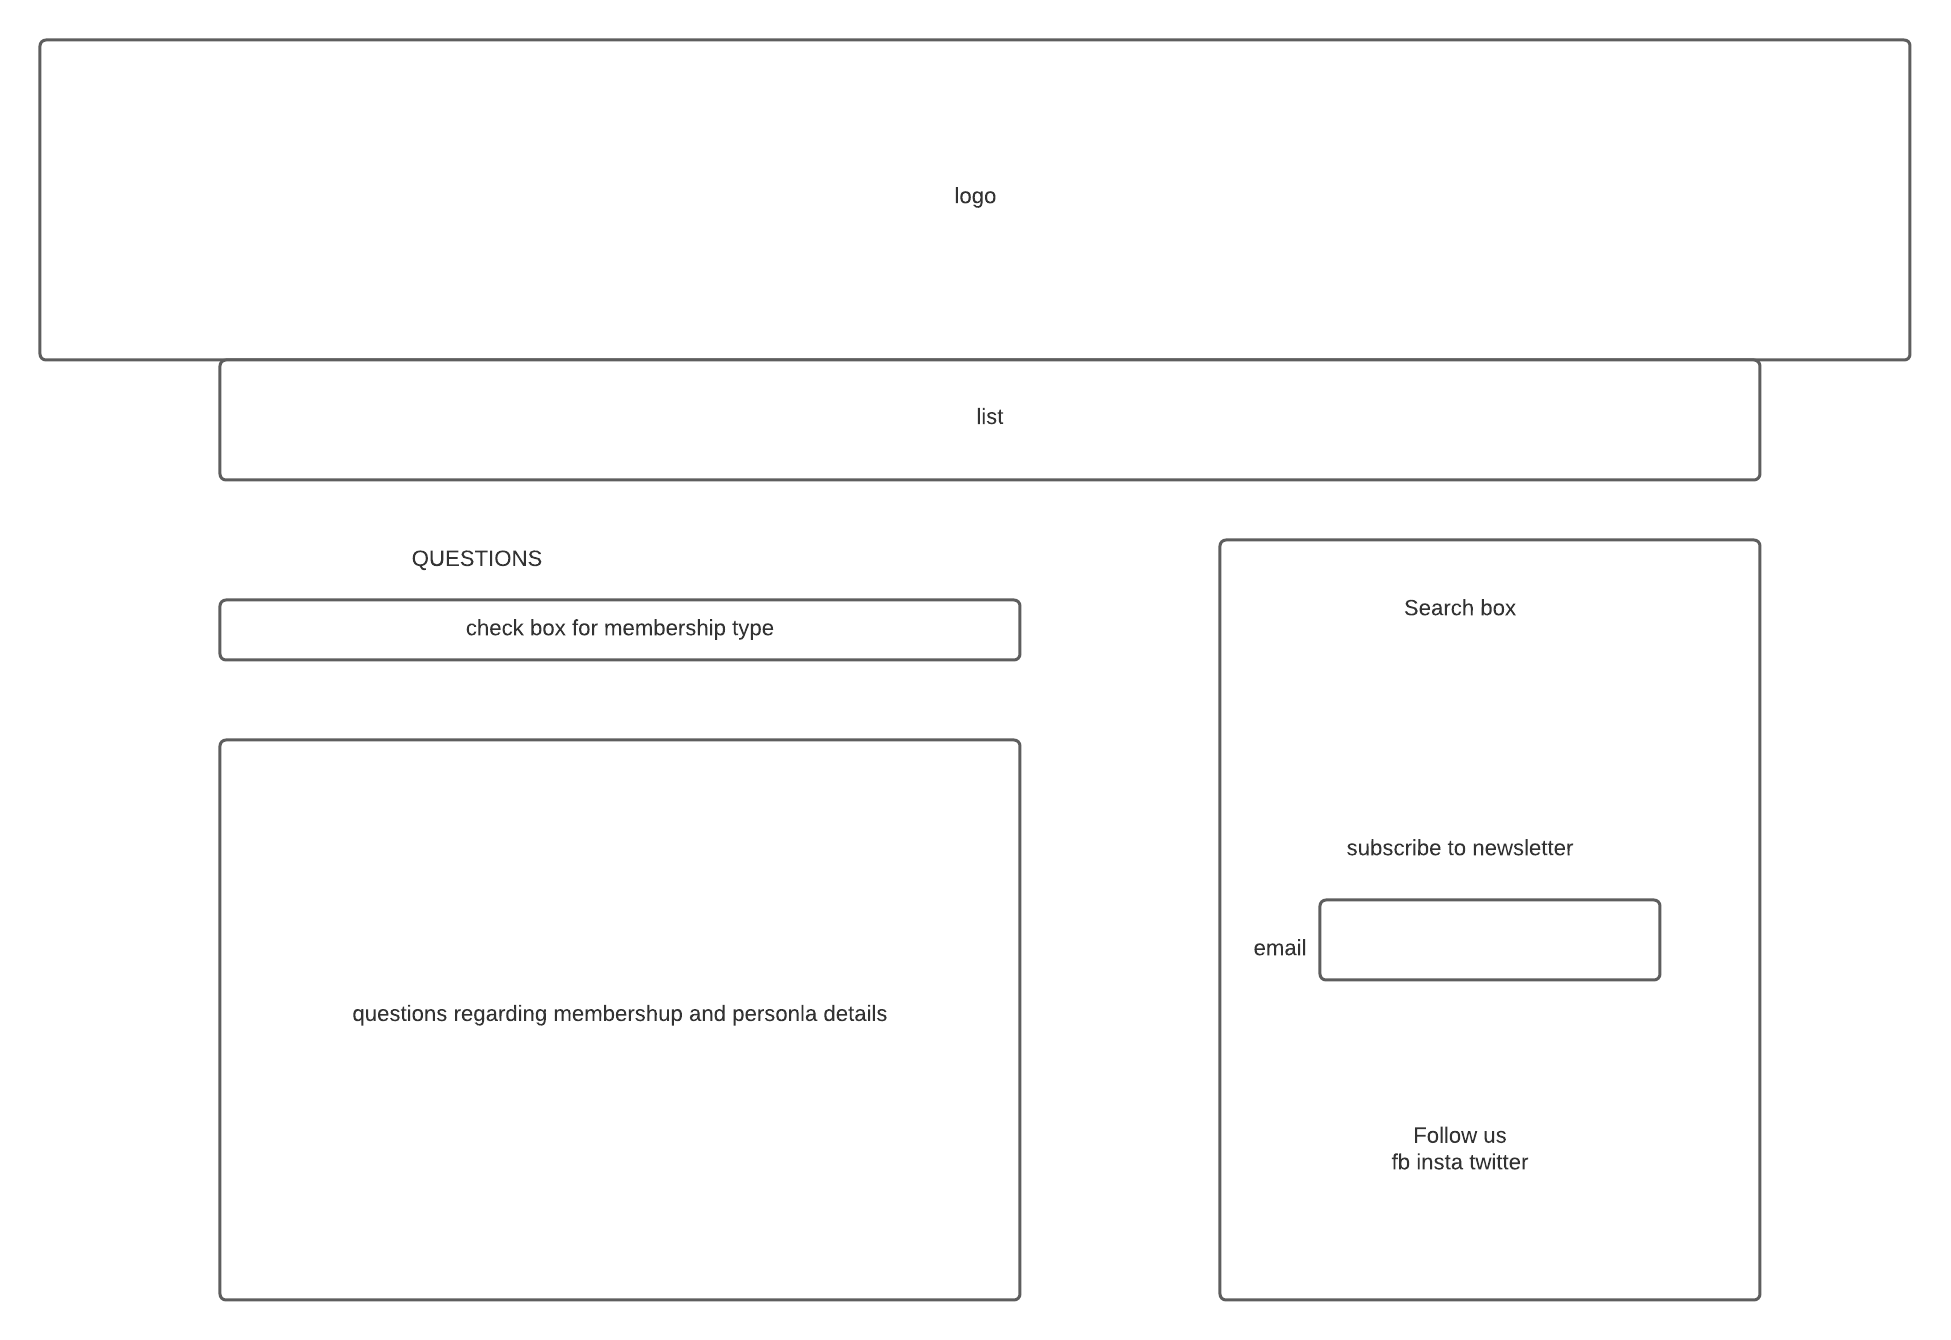 logo
list
QUESTIONS
check box for membership type
questions regarding membershup and personla details
Search box
subscribe to newsletter
email
Follow us
fb insta twitter